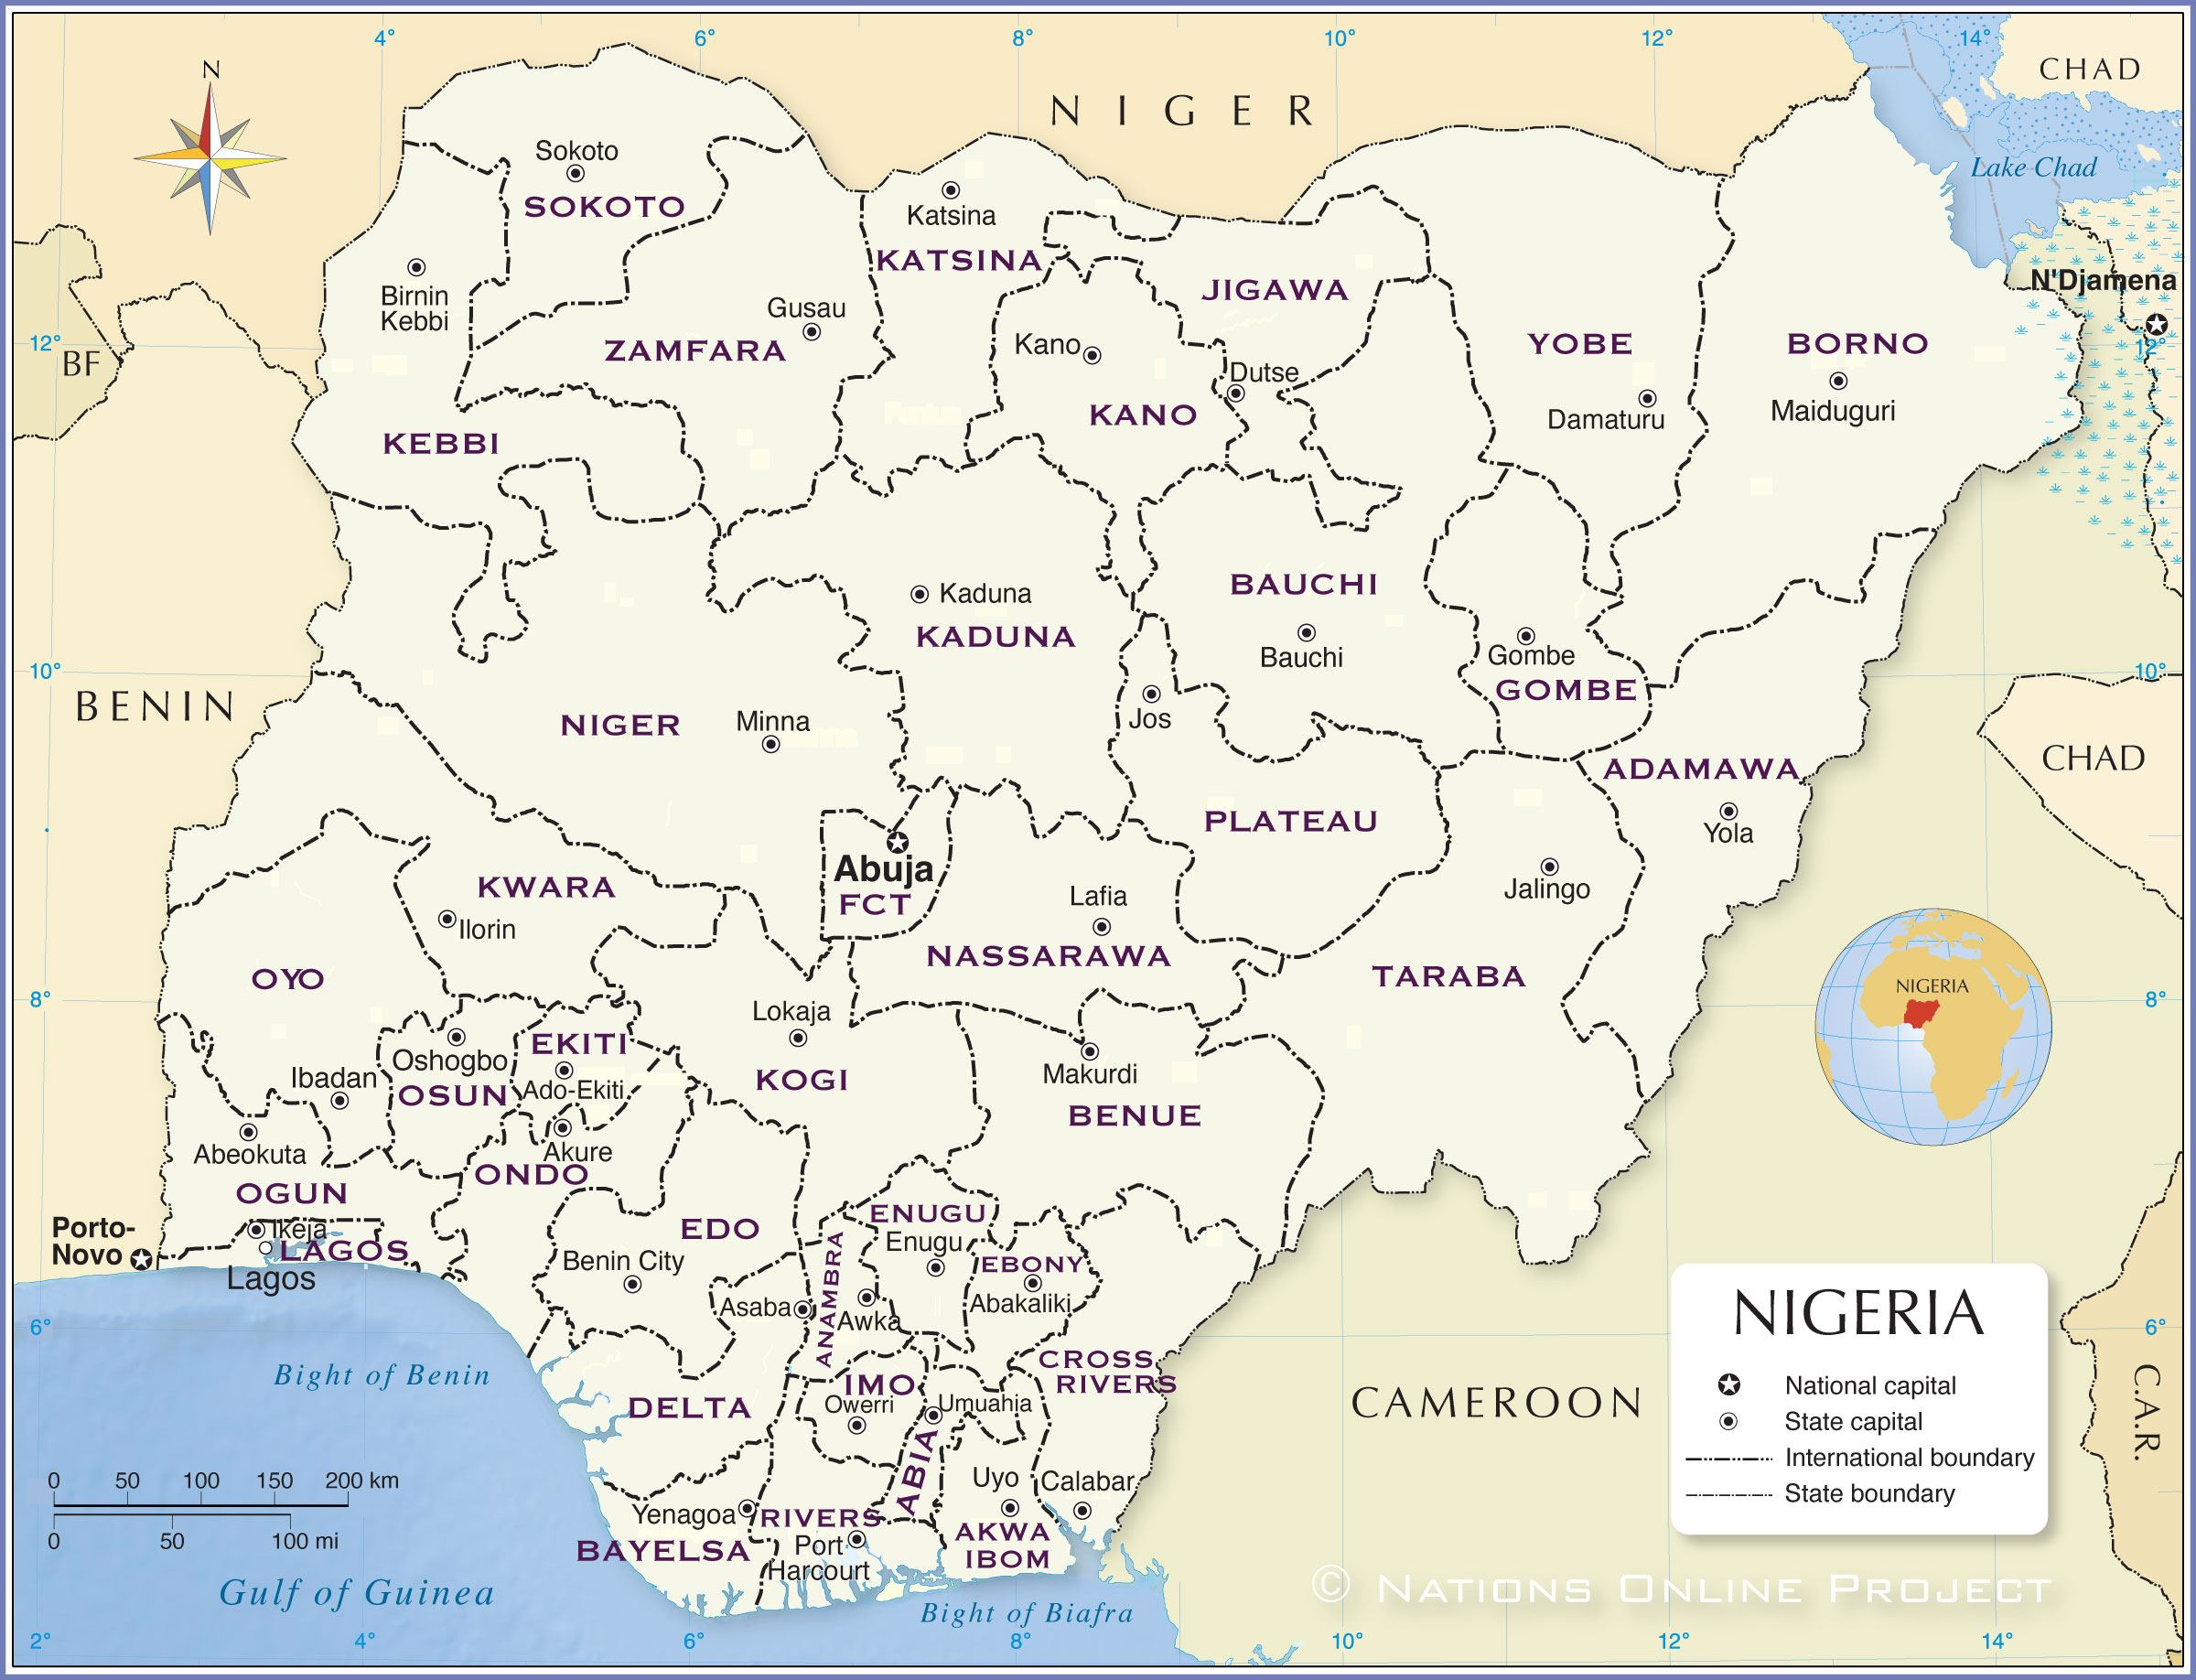 4°
6°
8°
10°
12°
14°
N
CHAD
NIGER
Lake Chad
Sokoto
SOKOTO
Katsina
KATSINA
Birnin
Kebbi
N'Djamena
JIGAWA
Gusau
12°
BF
ZAMFARA
Kano
YOBE
BORNO
12°
Dutse
KANO
Damaturu
Maiduguri
KEBBI
Kaduna
KADUNA
BAUCHI
Bauchi
Gombe
GOMBE
10°
10°
BENIN
NIGER
Minna
Jos
CHAD
ADAMAWA
PLATEAU
Yola
Abuja
FCT
KWARA
Ilorin
Lafia
Jalingo
NASSARAWA
OYO
TARABA
NIGERIA
8°
8°
Lokaja
EKITI
Oshogbo
Ibadan
OSUN
Ado-Ekiti
KOGI
Makurdi
BENUE
Abeokuta
Akure
ONDO
OGUN
Porto-
Novo
Ikeja
LAGOS
Lagos
EDO
Benin City
ENUGU
Enugu
EBONY
Abakaliki
Asaba
ANAMBRA
Awka
6°
6°
Bight of Benin
CROSS
RIVERS
IMO
Owerri
Umuahia
DELTA
ABIA
CAMEROON
C.A.R.
NIGERIA
National capital
State capital
International boundary
State boundary
0 50 100 150 200 km
0 50 100 mi
Uyo
Calabar
Yenagoa
RIVERS
BAYELSA
Port
Harcourt
AKWA
IBOM
Gulf of Guinea
Bight of Biafra
© NATIONS ONLINE PROJECT
2°
4°
6°
8°
10°
12°
14°